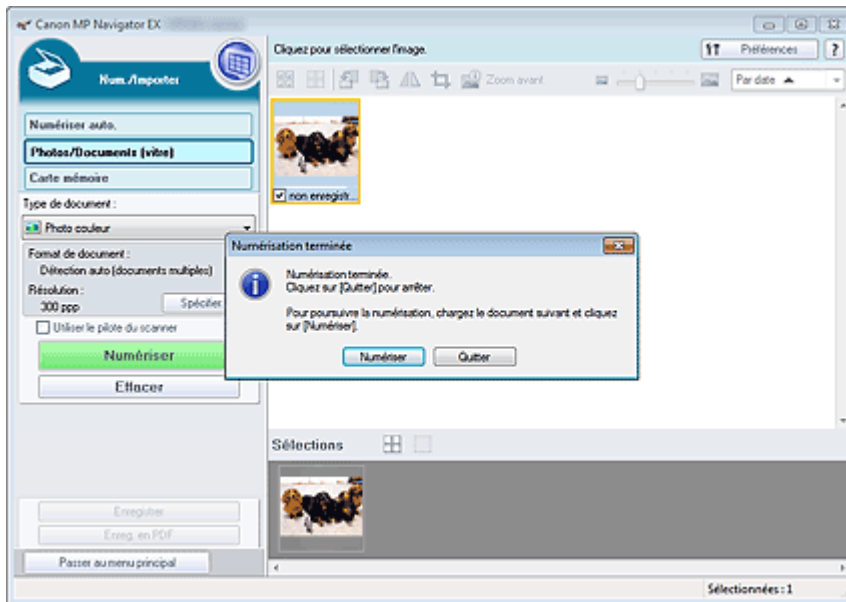 Canon MP Navigator EX
Num./Importer
Cliquez pour sélectionner l'image.
Préférences
?
Zoom avant
Par date
Numériser auto.
Photos/Documents (vitre)
Carte mémoire
non enregistr...
Type de document :
Photo couleur
Format de document :
Détection auto (documents multiples)
Résolution :
300 ppp
Spécifier
Utiliser le pilote du scanner
Numériser
Effacer
Numérisation terminée
Numérisation terminée.
Cliquez sur [Quitter] pour arrêter.
Pour poursuivre la numérisation, chargez le document suivant et cliquez
sur [Numériser].
Numériser
Quitter
Sélections
Enregistrer
Enreg. en PDF
Passer au menu principal
Sélectionnées : 1